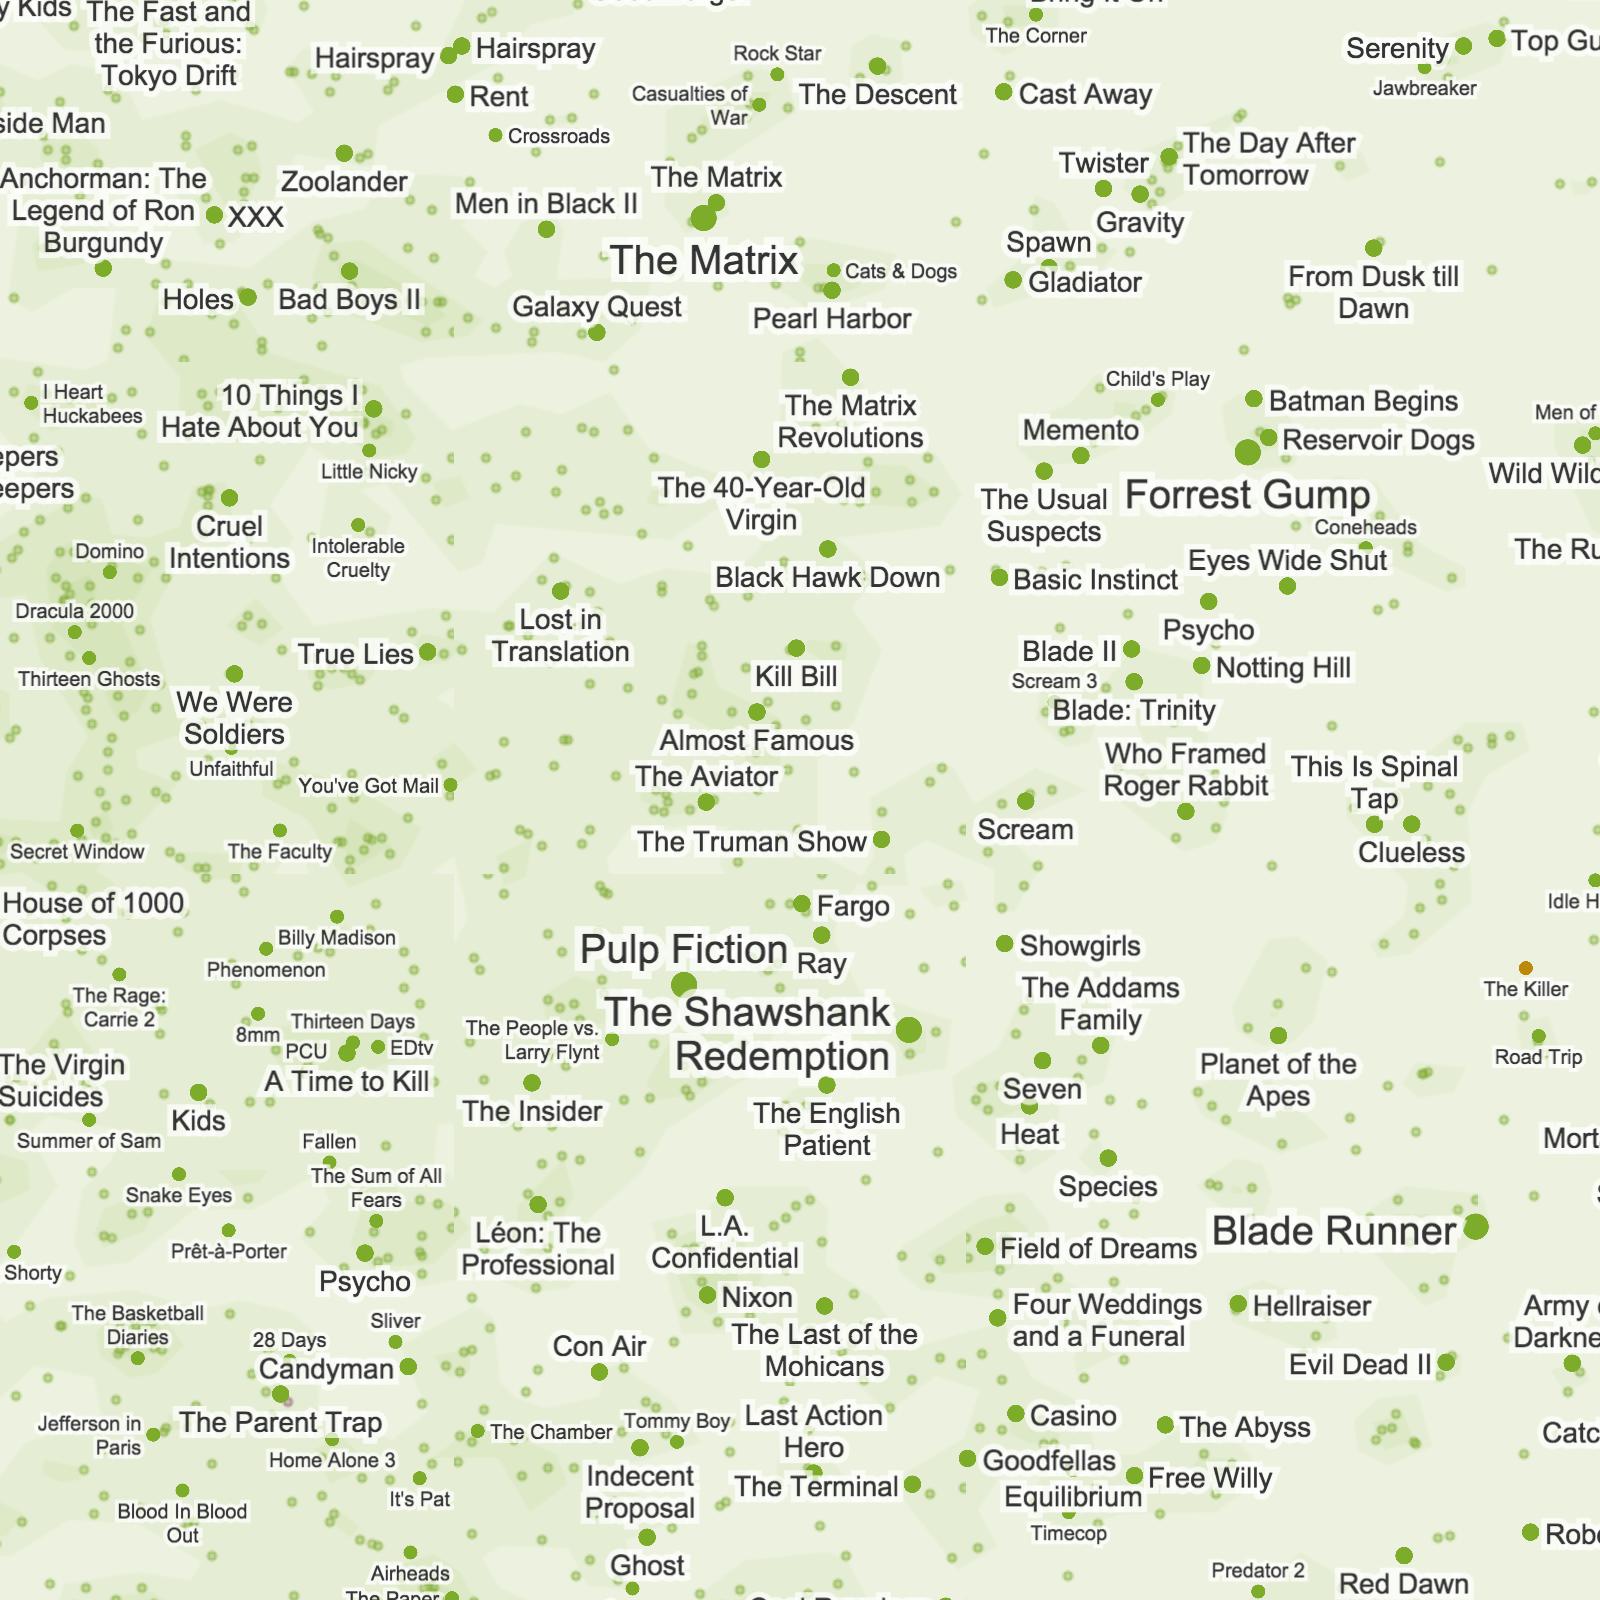 y Kids
The Fast and
the Furious:
Tokyo Drift
Hairspray
Hairspray
Rent
Crossroads
Rock Star
Casualties of
War
The Descent
The Corner
Cast Away
Serenity
Jawbreaker
Top Gu
side Man
Anchorman: The
Legend of Ron
Burgundy
XXX
Zoolander
Men in Black II
The Matrix
The Matrix
Cats & Dogs
Pearl Harbor
Galaxy Quest
Holes
Bad Boys II
Twister
The Day After
Tomorrow
Gravity
Spawn
Gladiator
From Dusk till
Dawn
I Heart
Huckabees
10 Things I
Hate About You
Little Nicky
epers
eepers
Cruel
Intentions
Intolerable
Cruelty
Domino
Dracula 2000
Thirteen Ghosts
True Lies
We Were
Soldiers
Unfaithful
You've Got Mail
Secret Window
The Faculty
The Matrix
Revolutions
The 40-Year-Old
Virgin
Black Hawk Down
Lost in
Translation
Kill Bill
Almost Famous
The Aviator
The Truman Show
Child's Play
Batman Begins
Memento
Reservoir Dogs
The Usual
Suspects
Forrest Gump
Coneheads
Men of
Wild Wild
The Ru
Basic Instinct
Eyes Wide Shut
Psycho
Blade II
Scream 3
Notting Hill
Blade: Trinity
Who Framed
Roger Rabbit
This Is Spinal
Tap
Clueless
Scream
Idle H
House of 1000
Corpses
Billy Madison
Phenomenon
The Rage:
Carrie 2
8mm
Thirteen Days
PCU
EDtv
A Time to Kill
The Virgin
Suicides
Kids
Summer of Sam
Fallen
The Sum of All
Fears
Snake Eyes
Prêt-à-Porter
Psycho
Shorty
Fargo
Pulp Fiction
Ray
The Shawshank
Redemption
The People vs.
Larry Flynt
The Insider
The English
Patient
Léon: The
Professional
L.A.
Confidential
Nixon
The Last of the
Mohicans
Con Air
Showgirls
The Addams
Family
Seven
Heat
Species
Planet of the
Apes
The Killer
Road Trip
Mort
Blade Runner
Field of Dreams
Four Weddings
and a Funeral
Hellraiser
Evil Dead II
Army
Darkne
The Basketball
Diaries
28 Days
Sliver
Candyman
The Parent Trap
Jefferson in
Paris
Home Alone 3
It's Pat
Blood In Blood
Out
Airheads
The Paper
The Chamber
Tommy Boy
Indecent
Proposal
Last Action
Hero
The Terminal
Ghost
Casino
The Abyss
Goodfellas
Free Willy
Equilibrium
Timecop
Catc
Robo
Predator 2
Red Dawn